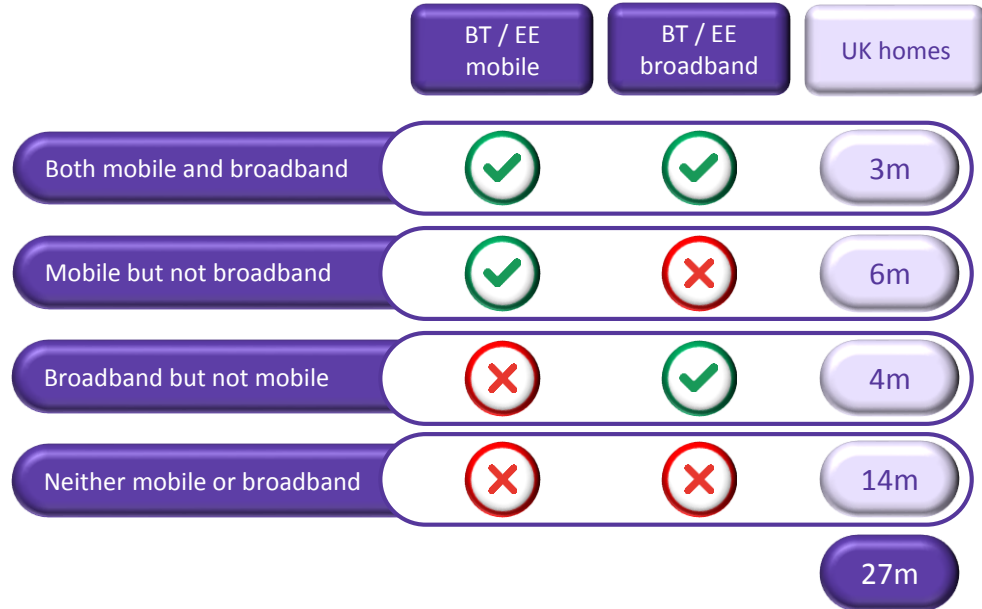 BT / EE
mobile
BT / EE
broadband
UK homes
Both mobile and broadband
3m
Mobile but not broadband
6m
Broadband but not mobile
4m
Neither mobile or broadband
14m
27m